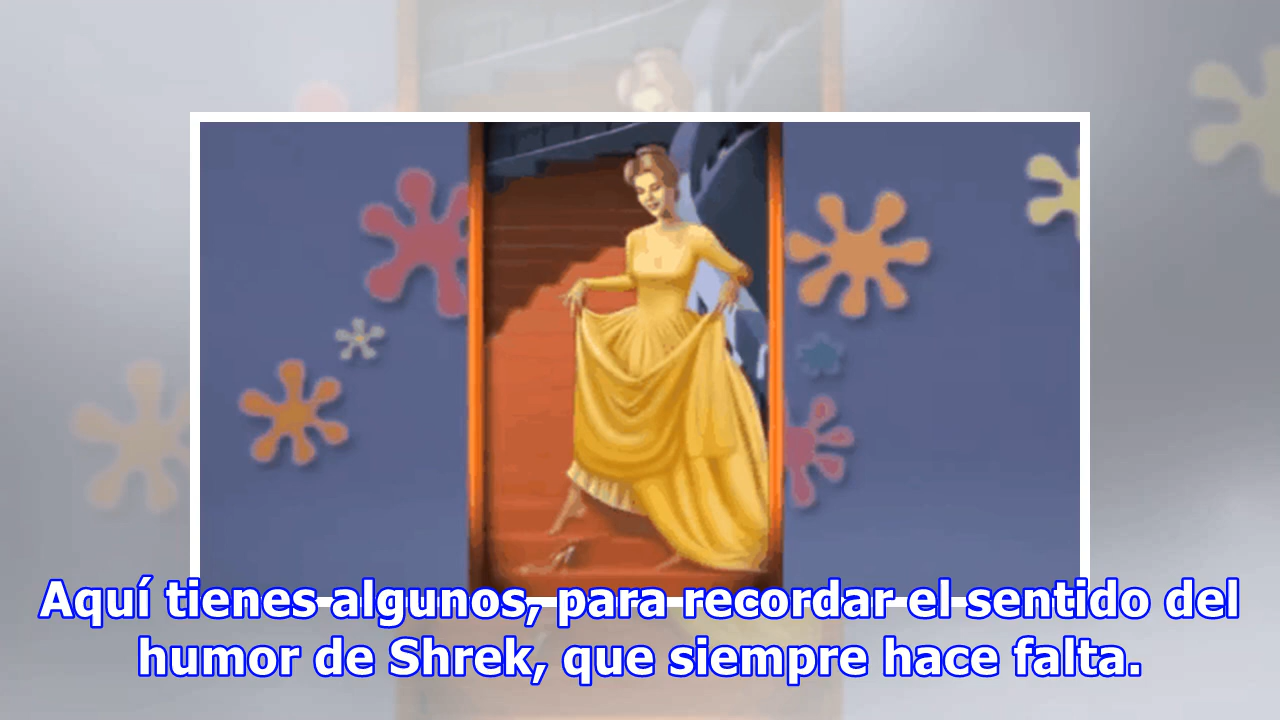 Aquí tienes algunos, para recordar el sentido del
humor de Shrek, que siempre hace falta.